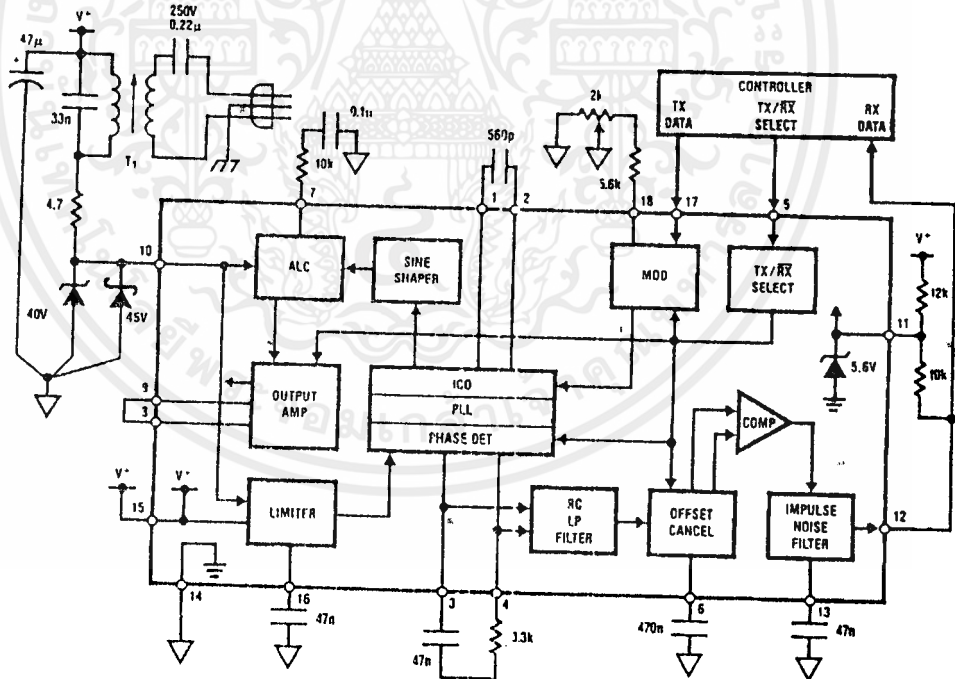 V+
47μ
+
33n
T1
250V
0.22μ
4.7
40V
45V
10k
0.1u
560p
2k
5.6k
CONTROLLER
TX DATA
TX/RX SELECT
RX DATA
7
1
2
18
17
5
10
ALC
SINE SHAPER
MOD
TX/RX SELECT
V+
12k
11
10k
5.6V
9
3
OUTPUT AMP
ICO
PLL
PHASE DET
COMP
V+
V+
15
LIMITER
RC LP FILTER
OFFSET CANCEL
IMPULSE NOISE FILTER
12
14
16
3
4
6
13
47n
47n
3.3k
470n
47n